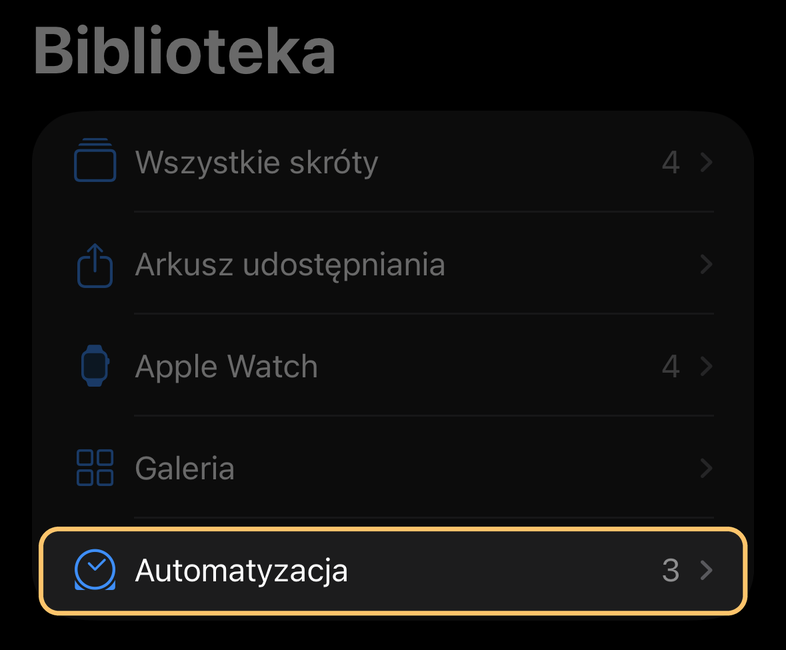 Biblioteka
Wszystkie skróty 4
Arkusz udostępniania
Apple Watch 4
Galeria
Automatyzacja 3